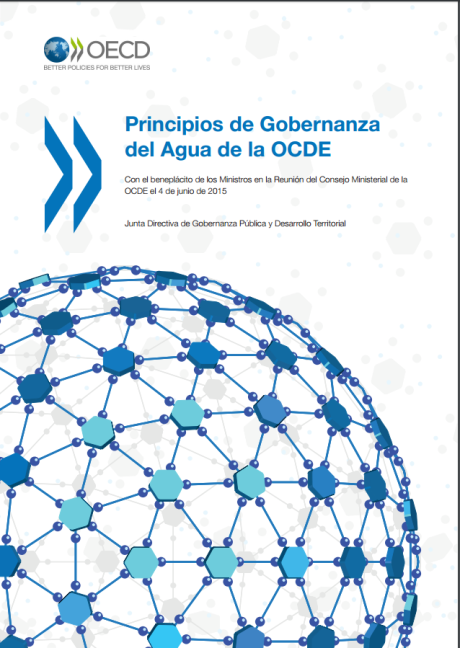 OECD
BETTER POLICIES FOR BETTER LIVES
Principios de Gobernanza
del Agua de la OCDE
Con el beneplácito de los Ministros en la Reunión del Consejo Ministerial de la
OCDE el 4 de junio de 2015
Junta Directiva de Gobernanza Pública y Desarrollo Territorial